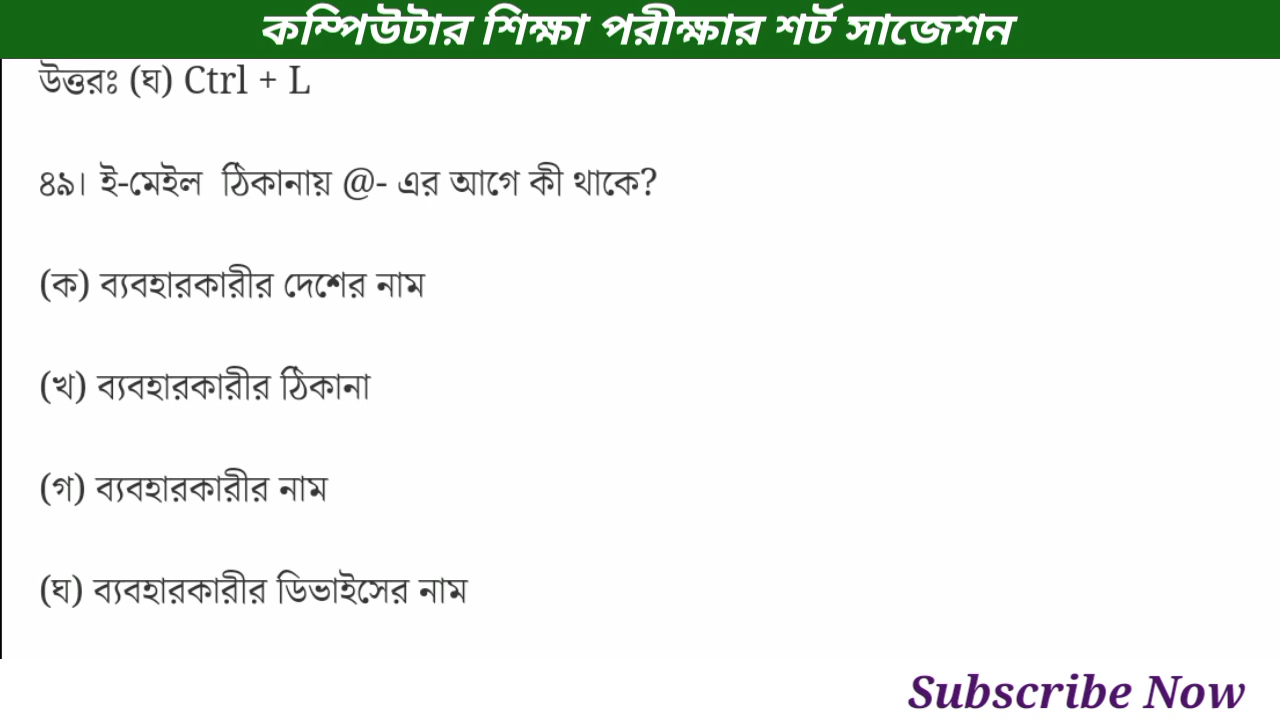 কম্পিউটার শিক্ষা পরীক্ষার শর্ট সাজেশন
উত্তরঃ (ঘ) Ctrl + L
৪৯। ই-মেইল ঠিকানায় @- এর আগে কী থাকে?
(ক) ব্যবহারকারীর দেশের নাম
(খ) ব্যবহারকারীর ঠিকানা
(গ) ব্যবহারকারীর নাম
(ঘ) ব্যবহারকারীর ডিভাইসের নাম
Subscribe Now